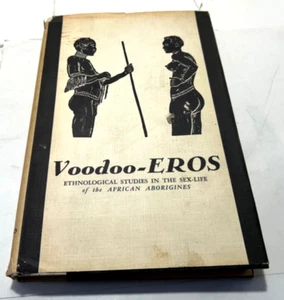 Voodoo-EROS
ETHNOLOGICAL STUDIES IN THE SEX-LIFE
of the AFRICAN ABORIGINES